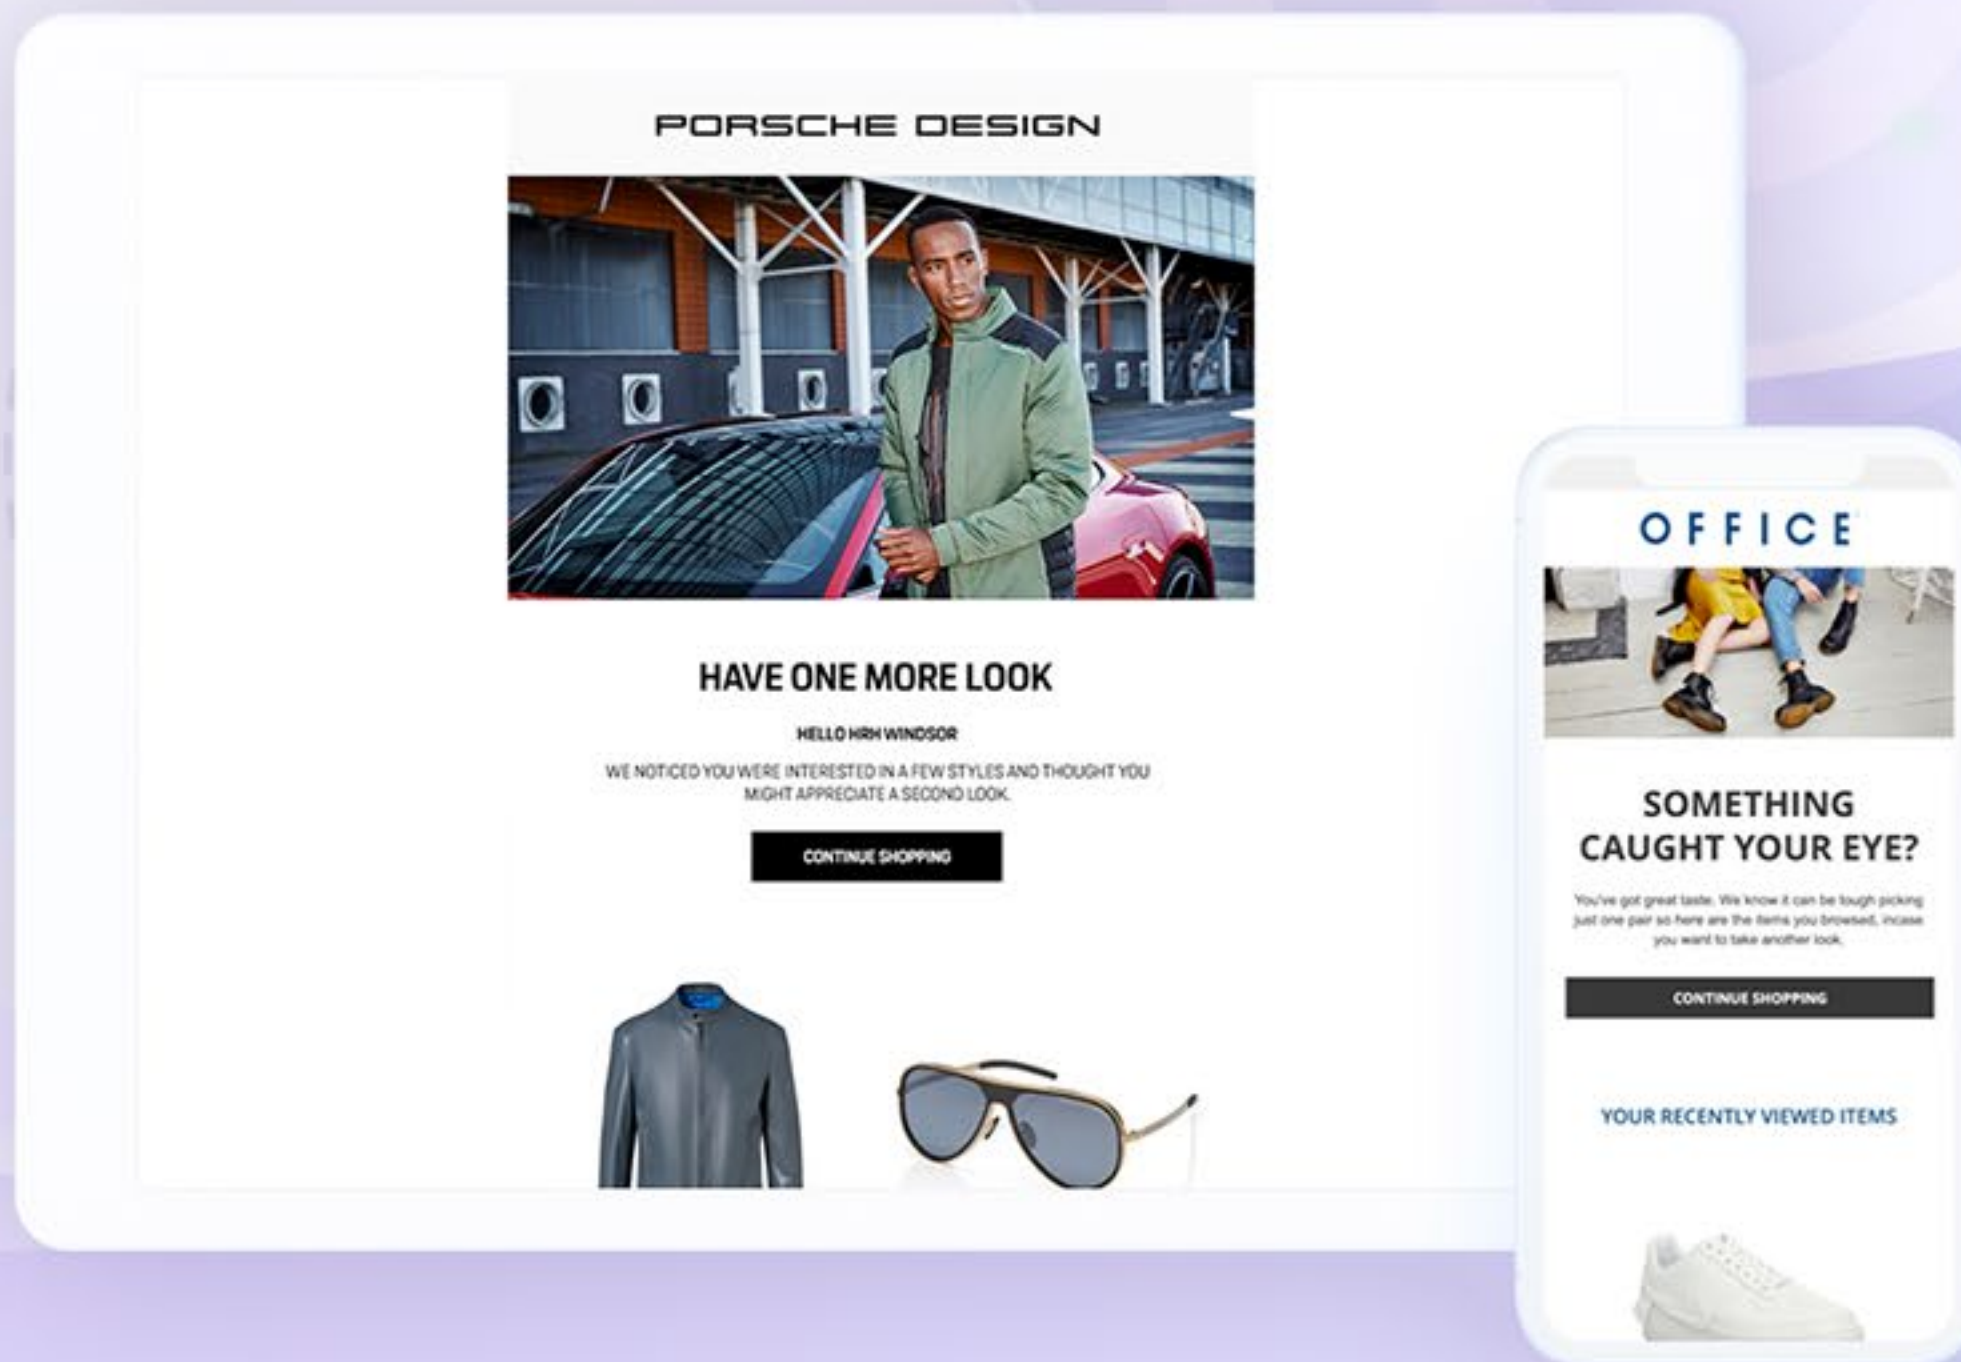 PORSCHE DESIGN
HAVE ONE MORE LOOK
HELLO HRH WINDSOR
WE NOTICED YOU WERE INTERESTED IN A FEW STYLES AND THOUGHT YOU
MIGHT APPRECIATE A SECOND LOOK.
CONTINUE SHOPPING
OFFICE
SOMETHING
CAUGHT YOUR EYE?
You've got great taste. We know it can be tough picking
just one pair so here are the items you browsed, incase
you want to take another look.
CONTINUE SHOPPING
YOUR RECENTLY VIEWED ITEMS